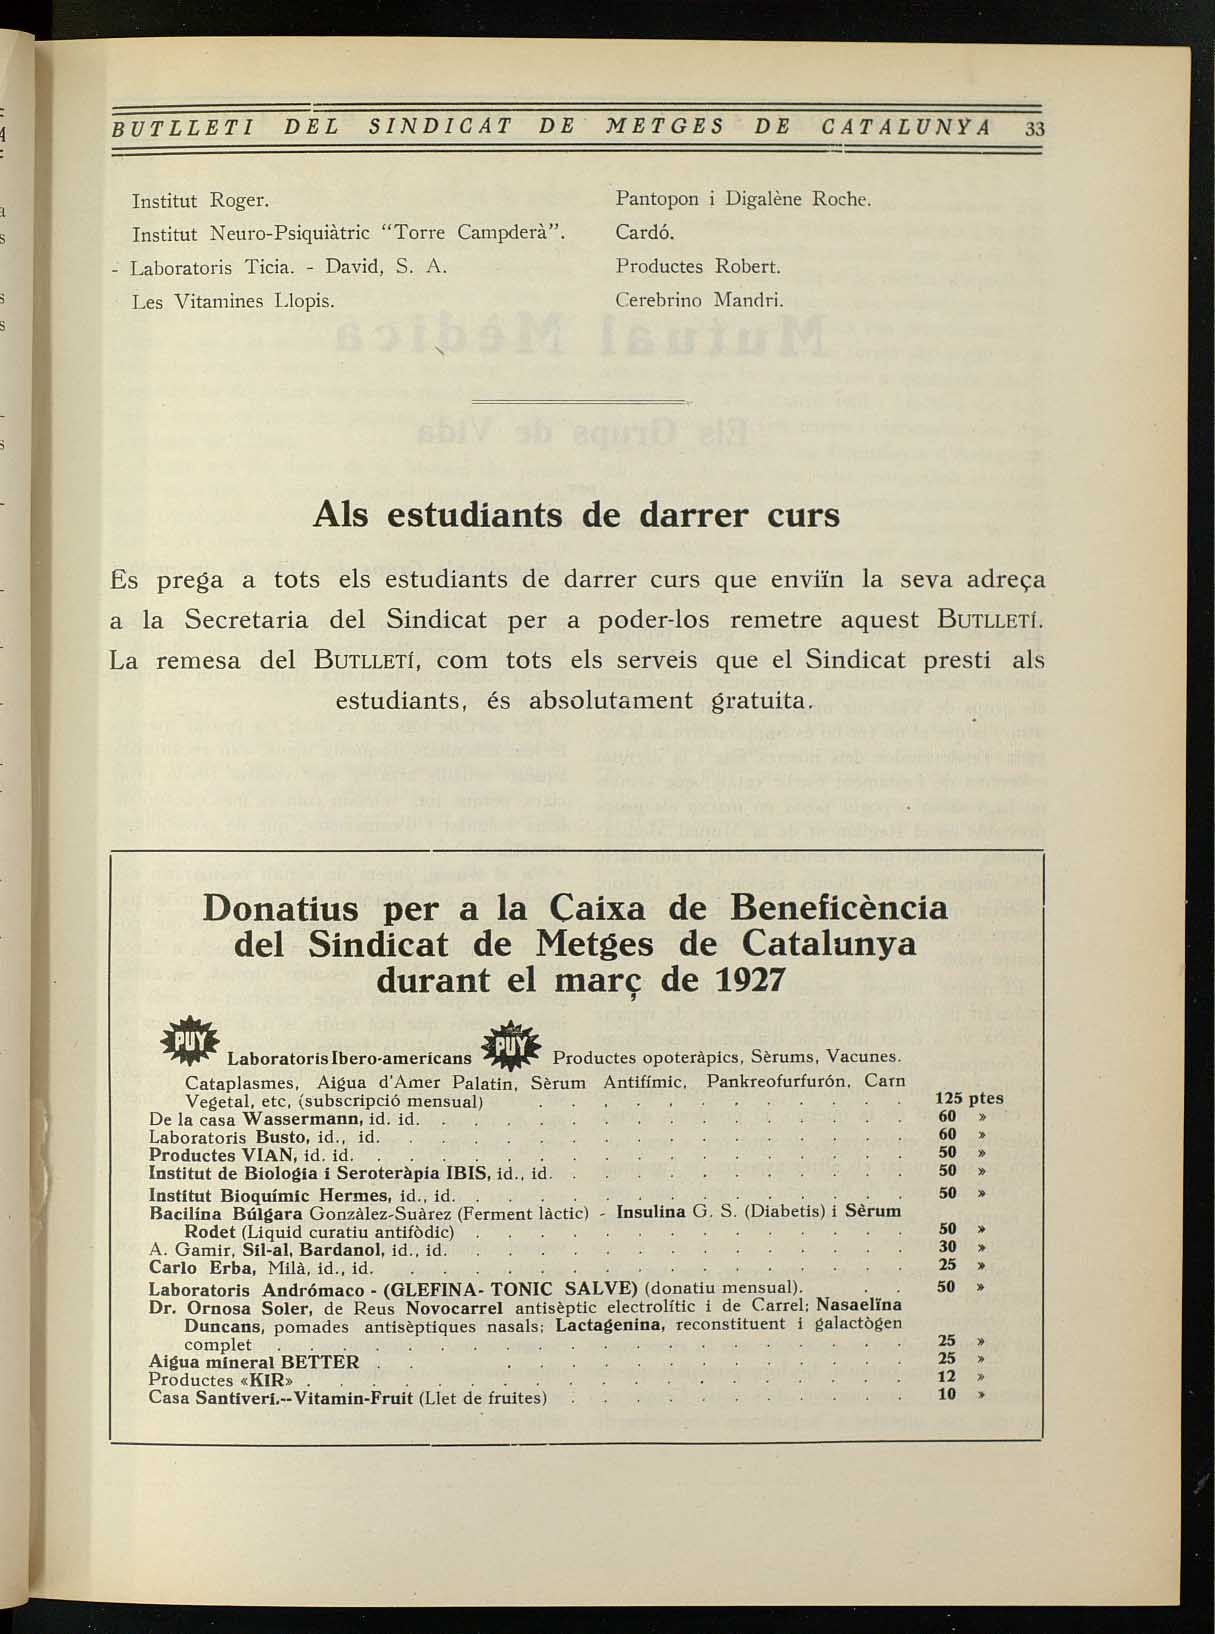 BUTLLETI DEL SINDICAT DE METGES DE CATALUNYA 33
Institut Roger.
Institut Neuro-Psiquiàtric “Torre Campderà”.
- Laboratoris Ticia. - David, S. A.
Les Vitamines Llopis.
Pantopon i Digalène Roche.
Cardó.
Productes Robert.
Cerebrino Mandri.
Als estudiants de darrer curs
Es prega a tots els estudiants de darrer curs que enviïn la seva adreça
a la Secretaria del Sindicat per a poder-los remetre aquest BUTLLETÍ.
La remesa del BUTLLETÍ, com tots els serveis que el Sindicat presti als
estudiants, és absolutament gratuita.
Donatius per a la Caixa de Beneficència
del Sindicat de Metges de Catalunya
durant el març de 1927
PUY Laboratoris Ibero-americans PUY Productes opoteràpics, Sèrums, Vacunes.
Cataplasmes, Aigua d'Amer Palatin, Sèrum Antifímic, Pankreofurfurón, Carn
Vegetal, etc, (subscripció mensual) . . . . . . . . . . . . 125 ptes
De la casa Wassermann, id. id. . . . . . . . . . . . . . . . 60 »
Laboratoris Busto, id., id. . . . . . . . . . . . . . . . . 60 »
Productes VIAN, id. id. . . . . . . . . . . . . . . . . . 50 »
Institut de Biologia i Seroteràpia IBIS, id., id. . . . . . . . . . . . 50 »
Institut Bioquímic Hermes, id., id. . . . . . . . . . . . . . . 50 »
Bacilina Búlgara Gonzàlez-Suàrez (Ferment làctic) - Insulina G. S. (Diabetis) i Sèrum
Rodet (Liquid curatiu antifòdic) . . . . . . . . . . . . . . 50 »
A. Gamir, Sil-al, Bardanol, id., id. . . . . . . . . . . . . . . 30 »
Carlo Erba, Milà, id., id. . . . . . . . . . . . . . . . . 25 »
Laboratoris Andrómaco - (GLEFINA- TONIC SALVE) (donatiu mensual). . . 50 »
Dr. Ornosa Soler, de Reus Novocarrel antisèptic electrolític i de Carrel; Nasaelïna
Duncans, pomades antisèptiques nasals; Lactagenina, reconstituent i galactògen
complet . . . . . . . . . . . . . . . . . . . . 25 »
Aigua mineral BETTER . . . . . . . . . . . . . . . 25 »
Productes «KIR» . . . . . . . . . . . . . . . . . . . 12 »
Casa Santiveri.--Vitamin-Fruit (Llet de fruites) . . . . . . . . . . . 10 »